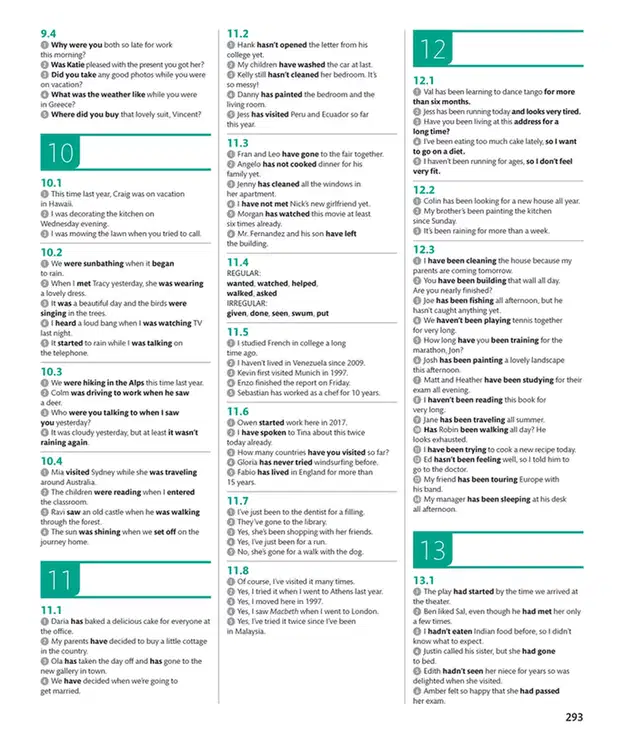 9.4
1 Why were you both so late for work
this morning?
2 Was Katie pleased with the present you got her?
3 Did you take any good photos while you were
on vacation?
4 What was the weather like while you were
in Greece?
5 Where did you buy that lovely suit, Vincent?
10
10.1
1 This time last year, Craig was on vacation
in Hawaii.
2 I was decorating the kitchen on
Wednesday evening.
3 I was mowing the lawn when you tried to call.
10.2
1 We were sunbathing when it began
to rain.
2 When I met Tracy yesterday, she was wearing
a lovely dress.
3 It was a beautiful day and the birds were
singing in the trees.
4 I heard a loud bang when I was watching TV
last night.
5 It started to rain while I was talking on
the telephone.
10.3
1 We were hiking in the Alps this time last year.
2 Colm was driving to work when he saw
a deer.
3 Who were you talking to when I saw
you yesterday?
4 It was cloudy yesterday, but at least it wasn't
raining again.
10.4
1 Mia visited Sydney while she was traveling
around Australia.
2 The children were reading when I entered
the classroom.
3 Ravi saw an old castle when he was walking
through the forest.
4 The sun was shining when we set off on the
journey home.
11
11.1
1 Daria has baked a delicious cake for everyone at
the office.
2 My parents have decided to buy a little cottage
in the country.
3 Ola has taken the day off and has gone to the
new gallery in town.
4 We have decided when we're going to
get married.
11.2
1 Hank hasn't opened the letter from his
college yet.
2 My children have washed the car at last.
3 Kelly still hasn't cleaned her bedroom. It's
so messy!
4 Danny has painted the bedroom and the
living room.
5 Jess has visited Peru and Ecuador so far
this year.
11.3
1 Fran and Leo have gone to the fair together.
2 Angelo has not cooked dinner for his
family yet.
3 Jenny has cleaned all the windows in
her apartment.
4 I have not met Nick's new girlfriend yet.
5 Morgan has watched this movie at least
six times already.
6 Mr. Fernandez and his son have left
the building.
11.4
REGULAR:
wanted, watched, helped,
walked, asked
IRREGULAR:
given, done, seen, swum, put
11.5
1 I studied French in college a long
time ago.
2 I haven't lived in Venezuela since 2009.
3 Kevin first visited Munich in 1997.
4 Enzo finished the report on Friday.
5 Sebastian has worked as a chef for 10 years.
11.6
1 Owen started work here in 2017.
2 I have spoken to Tina about this twice
today already.
3 How many countries have you visited so far?
4 Gloria has never tried windsurfing before.
5 Fabio has lived in England for more than
15 years.
11.7
1 I've just been to the dentist for a filling.
2 They've gone to the library.
3 Yes, she's been shopping with her friends.
4 Yes, I've just been for a run.
5 No, she's gone for a walk with the dog.
11.8
1 Of course, I've visited it many times.
2 Yes, I tried it when I went to Athens last year.
3 Yes, I moved here in 1997.
4 Yes, I saw Macbeth when I went to London.
5 Yes, I've tried it twice since I've been
in Malaysia.
12
12.1
1 Val has been learning to dance tango for more
than six months.
2 Jess has been running today and looks very tired.
3 Have you been living at this address for a
long time?
4 I've been eating too much cake lately, so I want
to go on a diet.
5 I haven't been running for ages, so I don't feel
very fit.
12.2
1 Colin has been looking for a new house all year.
2 My brother's been painting the kitchen
since Sunday.
3 It's been raining for more than a week.
12.3
1 I have been cleaning the house because my
parents are coming tomorrow.
2 You have been building that wall all day.
Are you nearly finished?
3 Joe has been fishing all afternoon, but he
hasn't caught anything yet.
4 We haven't been playing tennis together
for very long.
5 How long have you been training for the
marathon, Jon?
6 Josh has been painting a lovely landscape
this afternoon.
7 Matt and Heather have been studying for their
exam all evening.
8 I haven't been reading this book for
very long.
9 Jane has been traveling all summer.
10 Has Robin been walking all day? He
looks exhausted.
11 I have been trying to cook a new recipe today.
12 Ed hasn't been feeling well, so I told him to
go to the doctor.
13 My friend has been touring Europe with
his band.
14 My manager has been sleeping at his desk
all afternoon.
13
13.1
1 The play had started by the time we arrived at
the theater.
2 Ben liked Sal, even though he had met her only
a few times.
3 I hadn't eaten Indian food before, so I didn't
know what to expect.
4 Justin called his sister, but she had gone
to bed.
5 Edith hadn't seen her niece for years so was
delighted when she visited.
6 Amber felt so happy that she had passed
her exam.
293